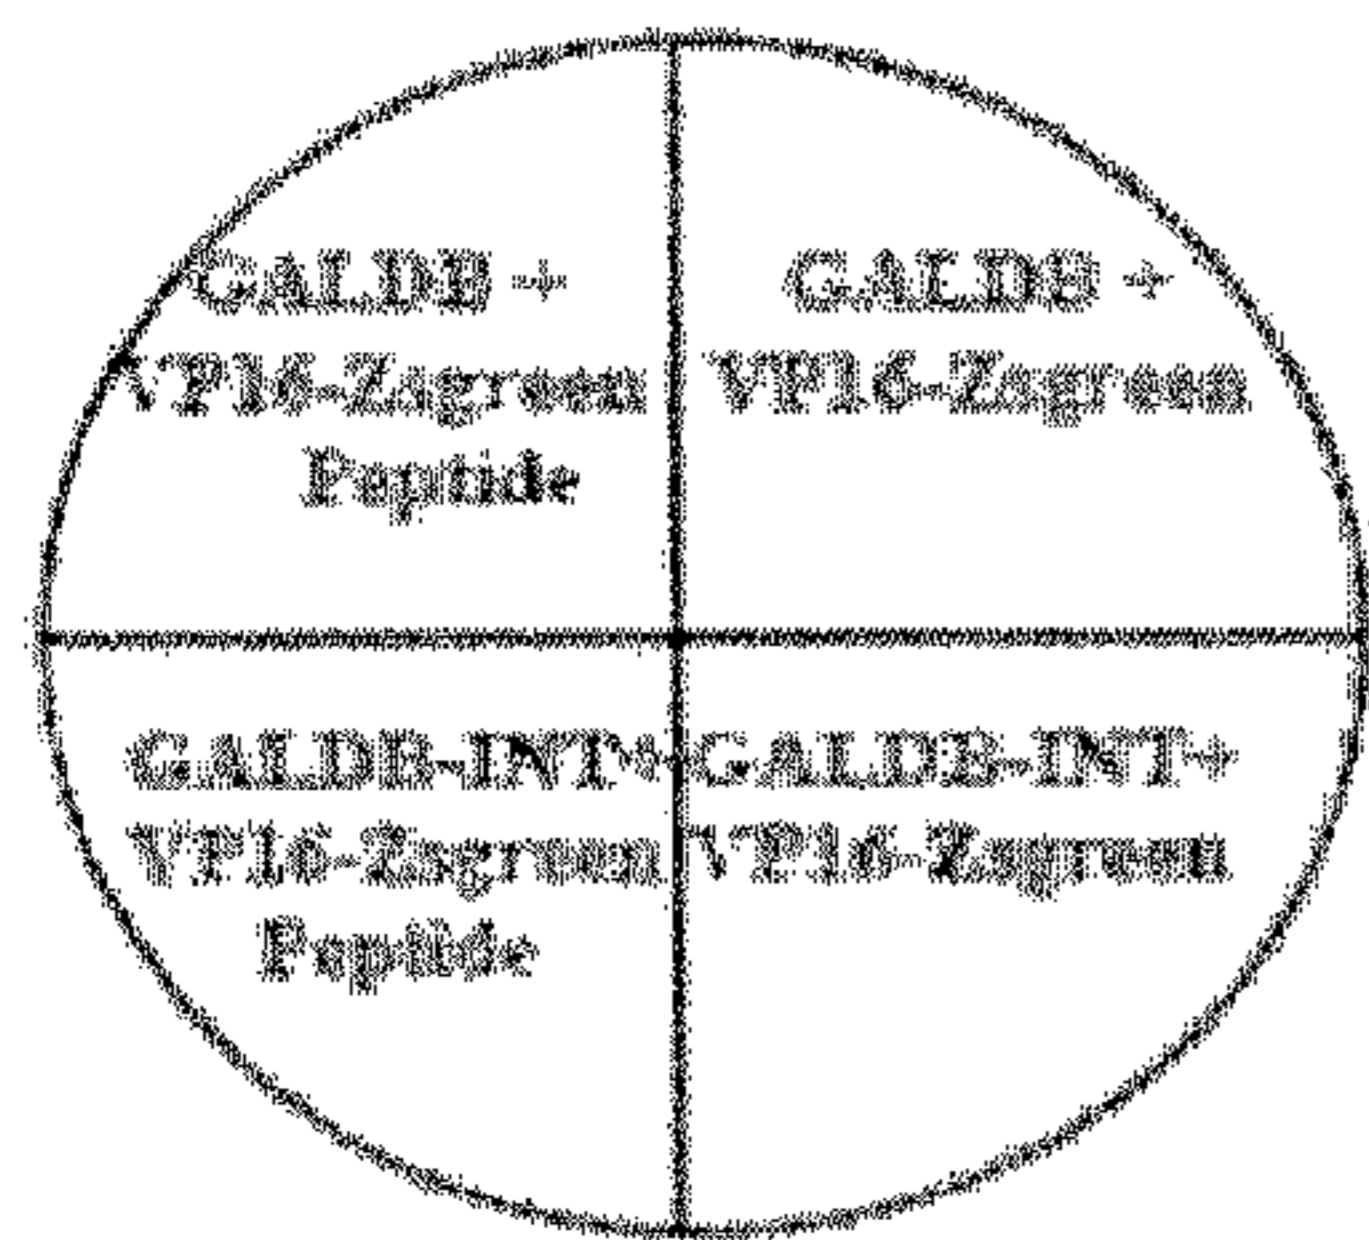 GALDB +
VP16-Zsgreen
Peptide
GALDB +
VP16-Zsgreen
GALDB-INT+
VP16-Zsgreen
Peptide
GALDB-INT+
VP16-Zsgreen